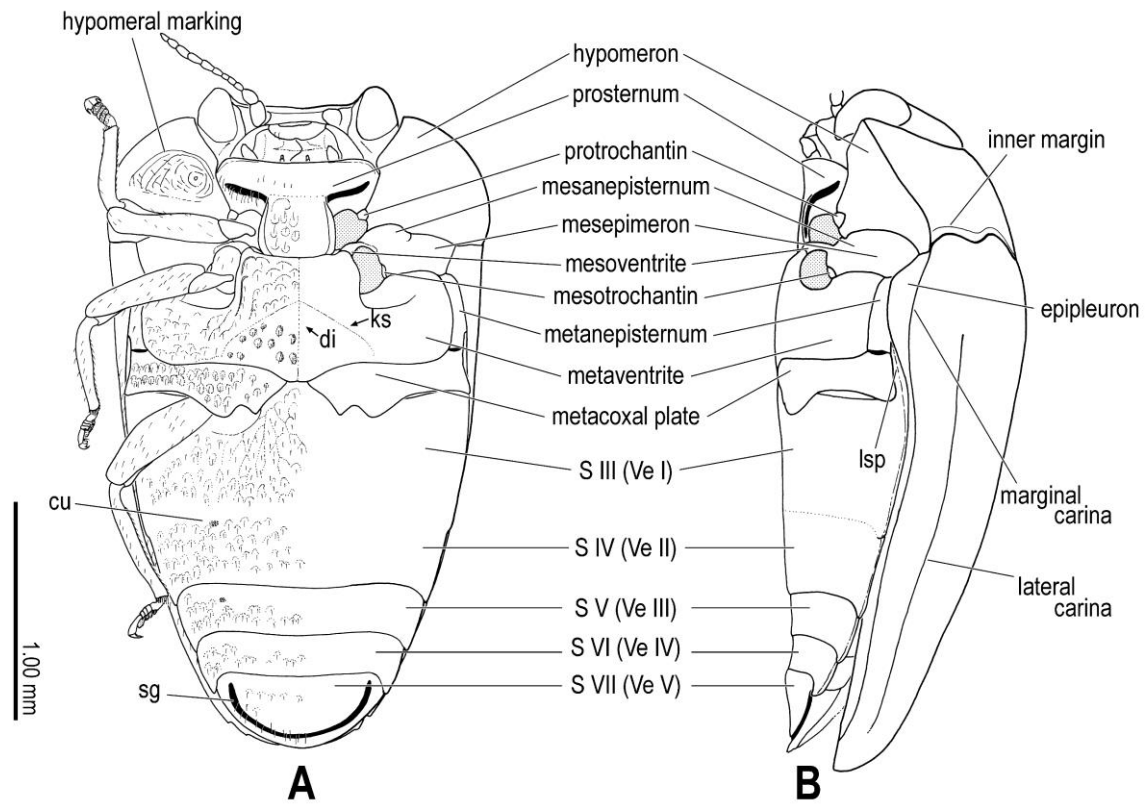 hypomeral marking
hypomeron
prosternum
inner margin
protrochantin
mesanepisternum
mesepimeron
mesoventrite
mesotrochantin
epipleuron
ks
di
metanepisternum
metaventrite
metacoxal plate
lsp
S III (Ve I)
marginal
carina
cu
S IV (Ve II)
lateral
carina
S V (Ve III)
1.00 mm
S VI (Ve IV)
sg
S VII (Ve V)
A
B